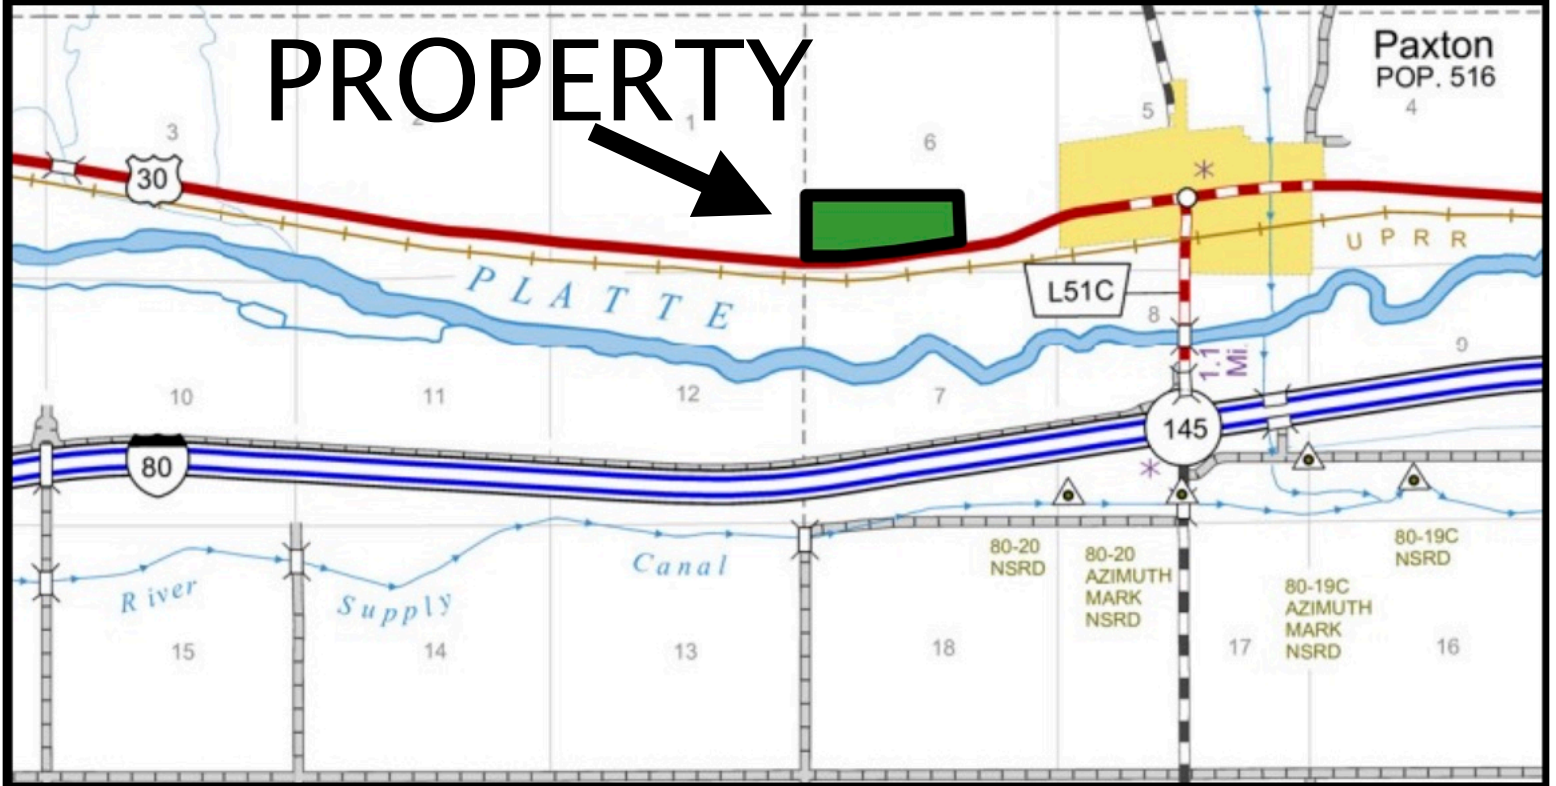 PROPERTY
Paxton
POP. 516
3
2
1
6
5
4
30
UPRR
PLATTE
L51C
8
9
1.1
Mi.
10
11
12
7
145
80
River
Supply
Canal
80-20
NSRD
80-20
AZIMUTH
MARK
NSRD
80-19C
NSRD
80-19C
AZIMUTH
MARK
NSRD
15
14
13
18
17
16